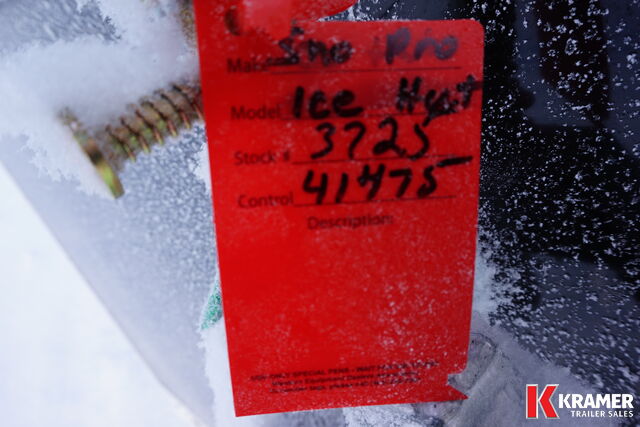 Make Sno Pro
Model Ice Hut
Stock # 3725
Control 41475
Description:
KRAMER
TRAILER SALES